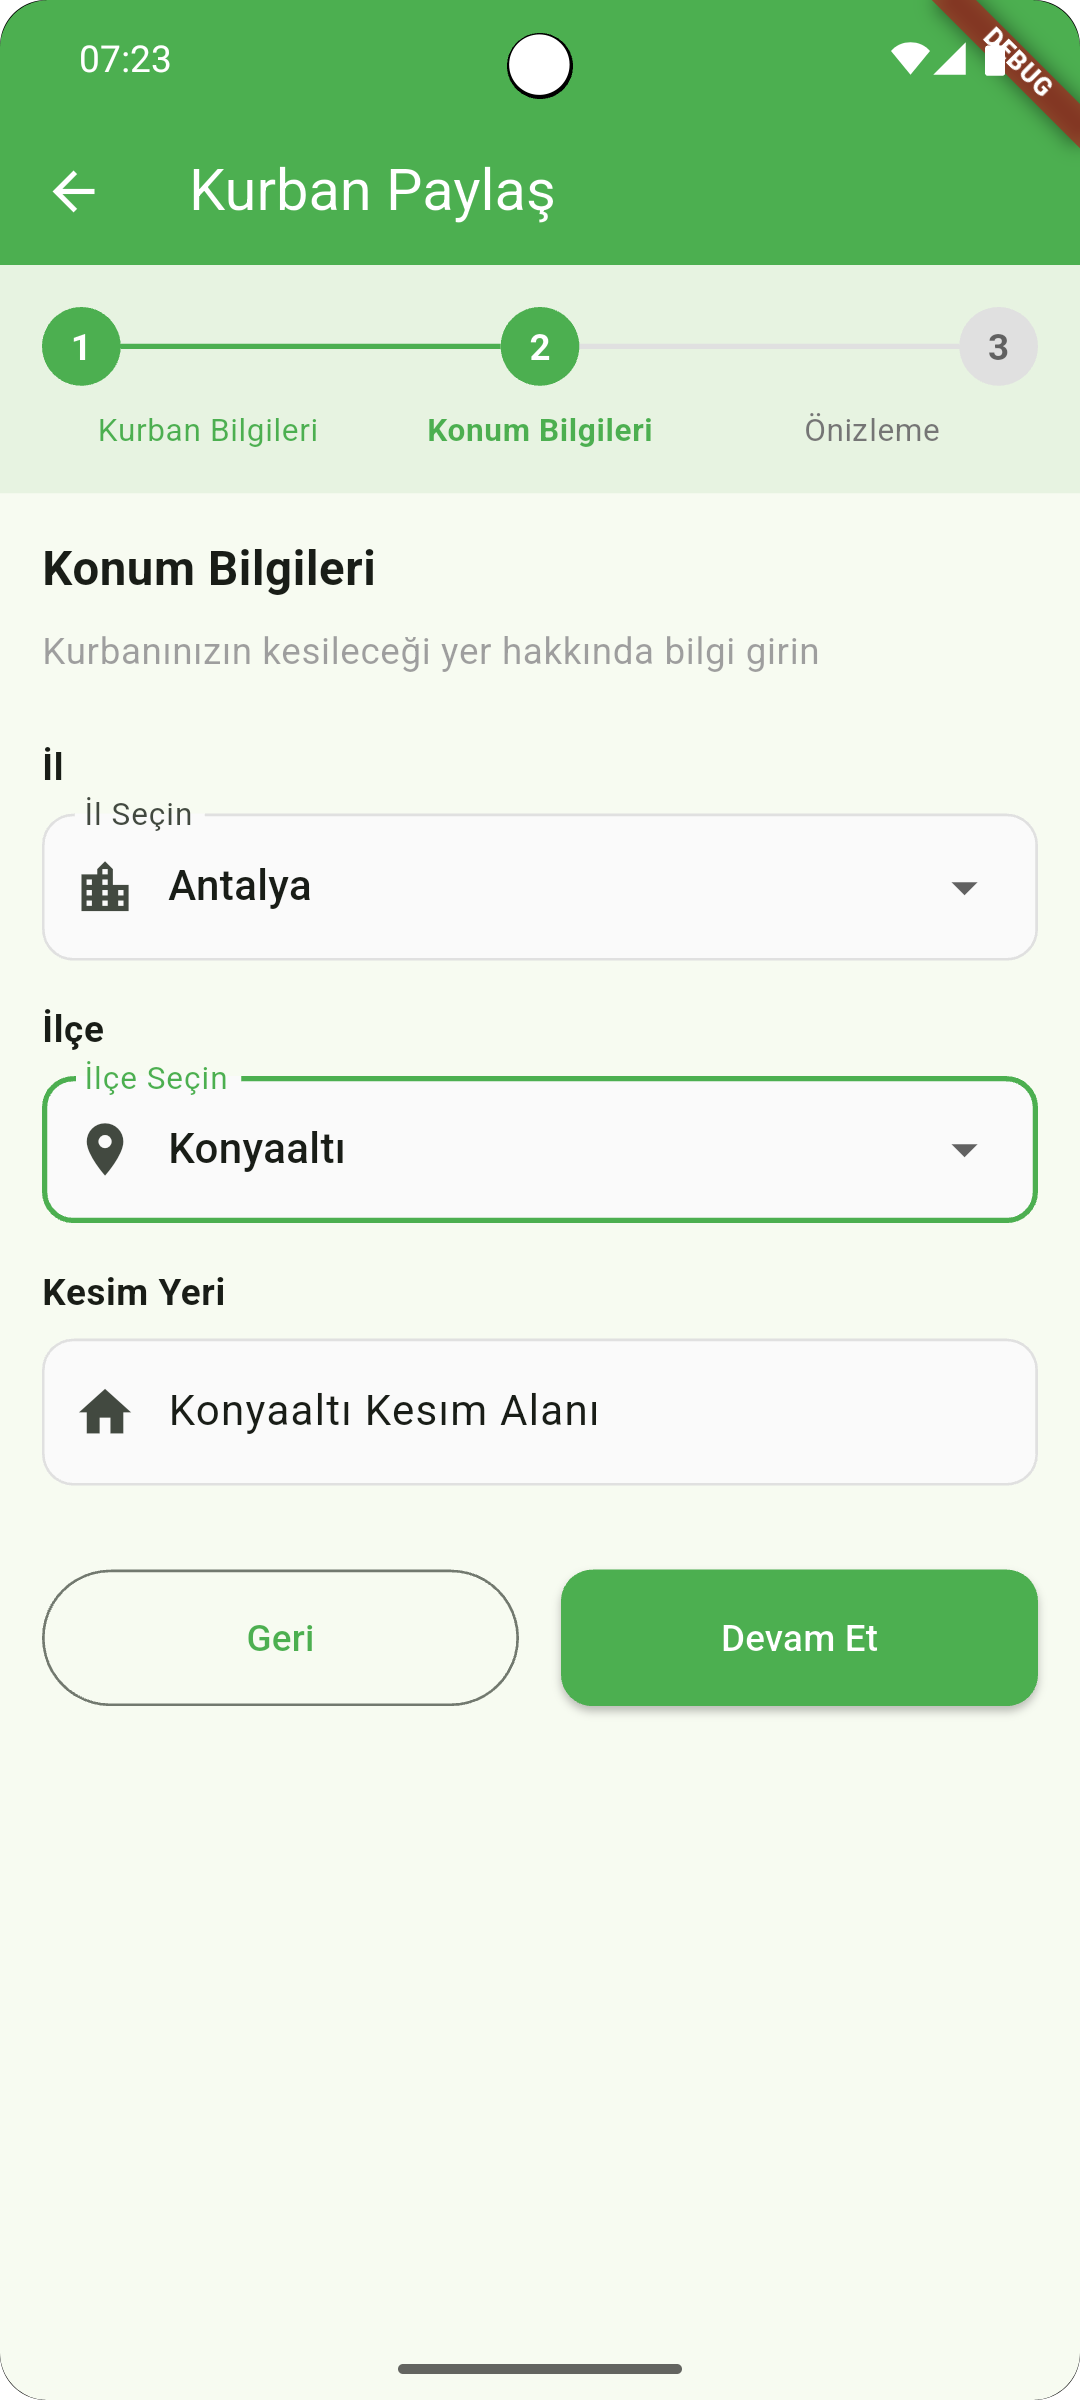 07:23
DEBUG
Kurban Paylaş
1 2 3
Kurban Bilgileri Konum Bilgileri Önizleme
Konum Bilgileri
Kurbanınızın kesileceği yer hakkında bilgi girin
İl
İl Seçin
Antalya
İlçe
İlçe Seçin
Konyaaltı
Kesim Yeri
Konyaaltı Kesım Alanı
Geri Devam Et